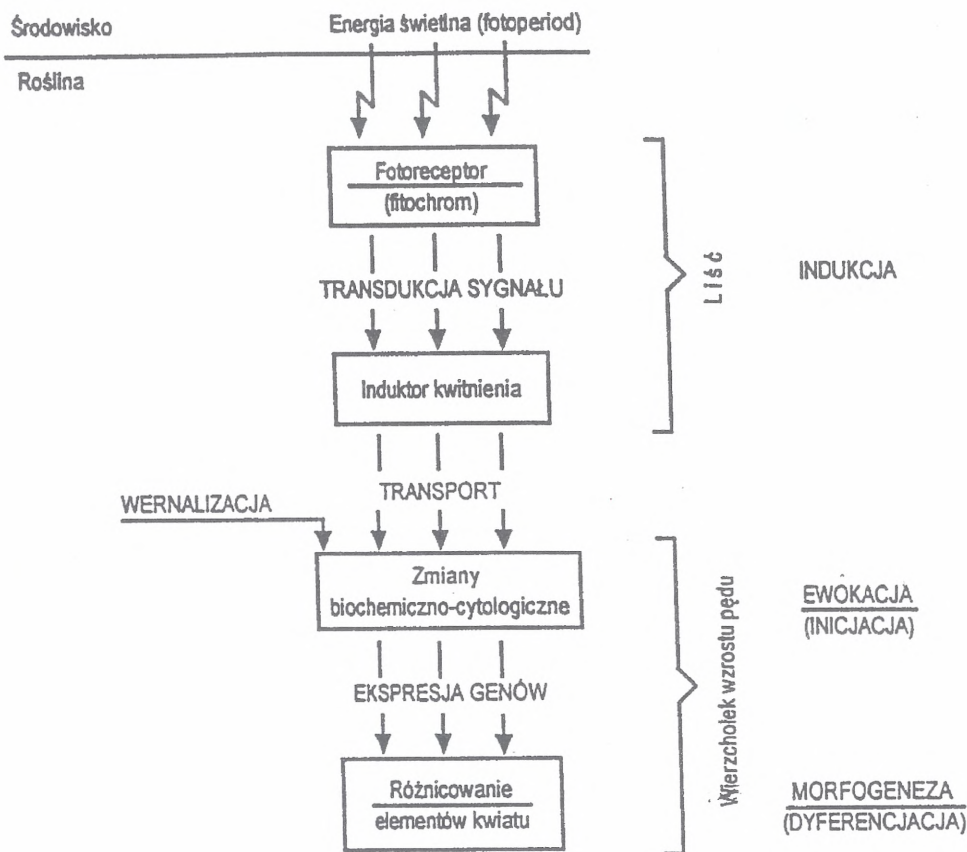 Środowisko
Energia świetlna (fotoperiod)
Roślina
Fotoreceptor
(fitochrom)
TRANSDUKCJA SYGNAŁU
Induktor kwitnienia
Liść
INDUKCJA
TRANSPORT
WERNALIZACJA
Zmiany
biochemiczno-cytologiczne
EKSPRESJA GENÓW
Różnicowanie
elementów kwiatu
Wierzchołek wzrostu pędu
EWOKACJA
(INICJACJA)
MORFOGENEZA
(DYFERENCJACJA)